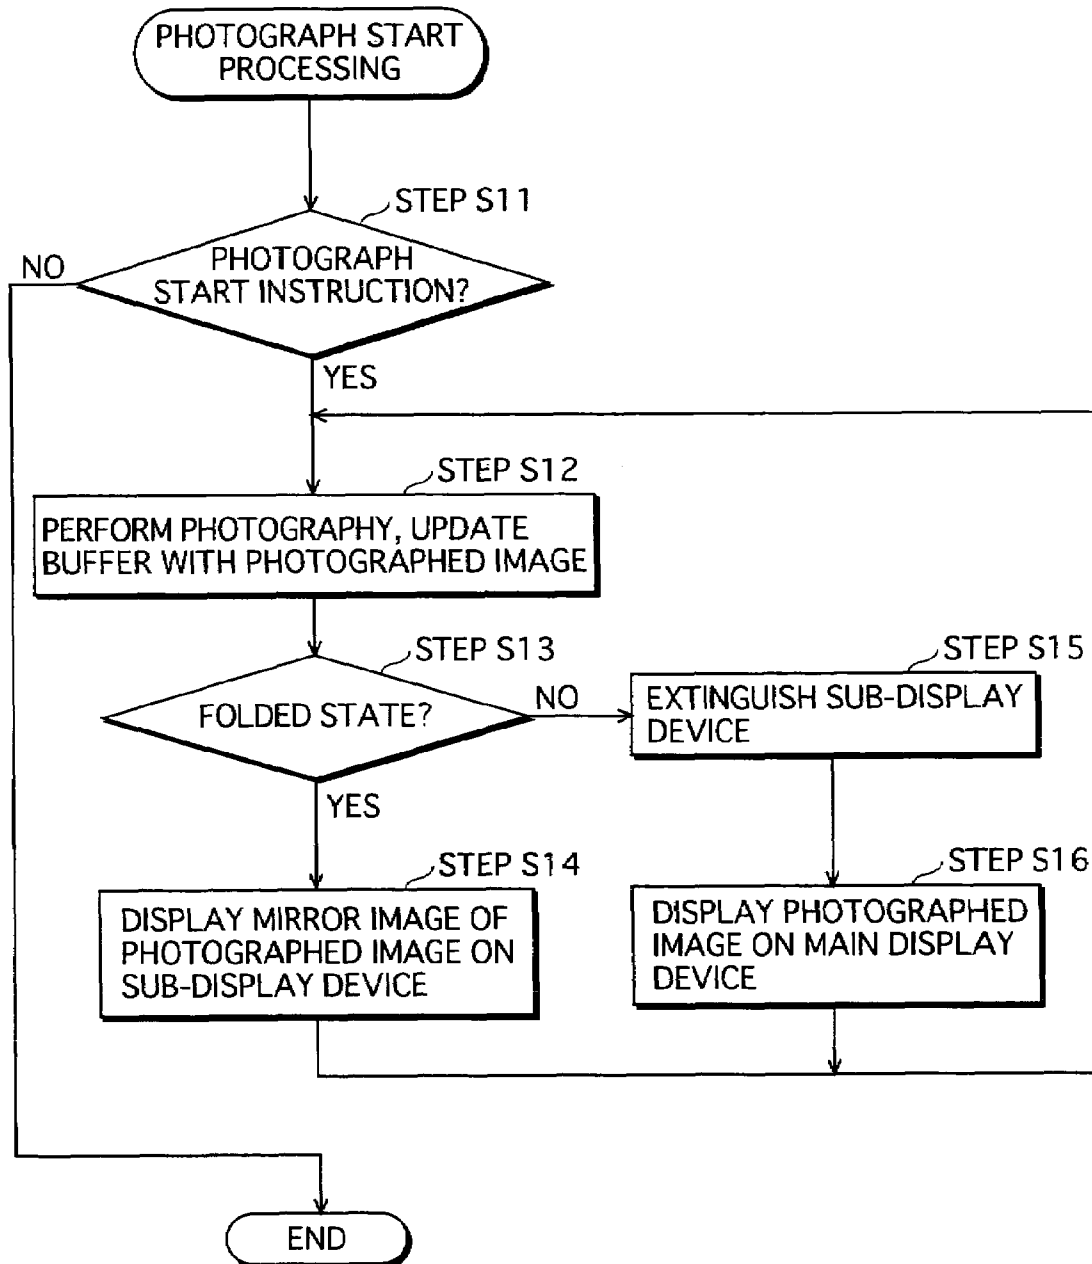 PHOTOGRAPH START
PROCESSING
STEP S11
NO
PHOTOGRAPH
START INSTRUCTION?
YES
STEP S12
PERFORM PHOTOGRAPHY, UPDATE
BUFFER WITH PHOTOGRAPHED IMAGE
STEP S13
FOLDED STATE?
NO
STEP S15
EXTINGUISH SUB-DISPLAY
DEVICE
YES
STEP S14
DISPLAY MIRROR IMAGE OF
PHOTOGRAPHED IMAGE ON
SUB-DISPLAY DEVICE
STEP S16
DISPLAY PHOTOGRAPHED
IMAGE ON MAIN DISPLAY
DEVICE
END